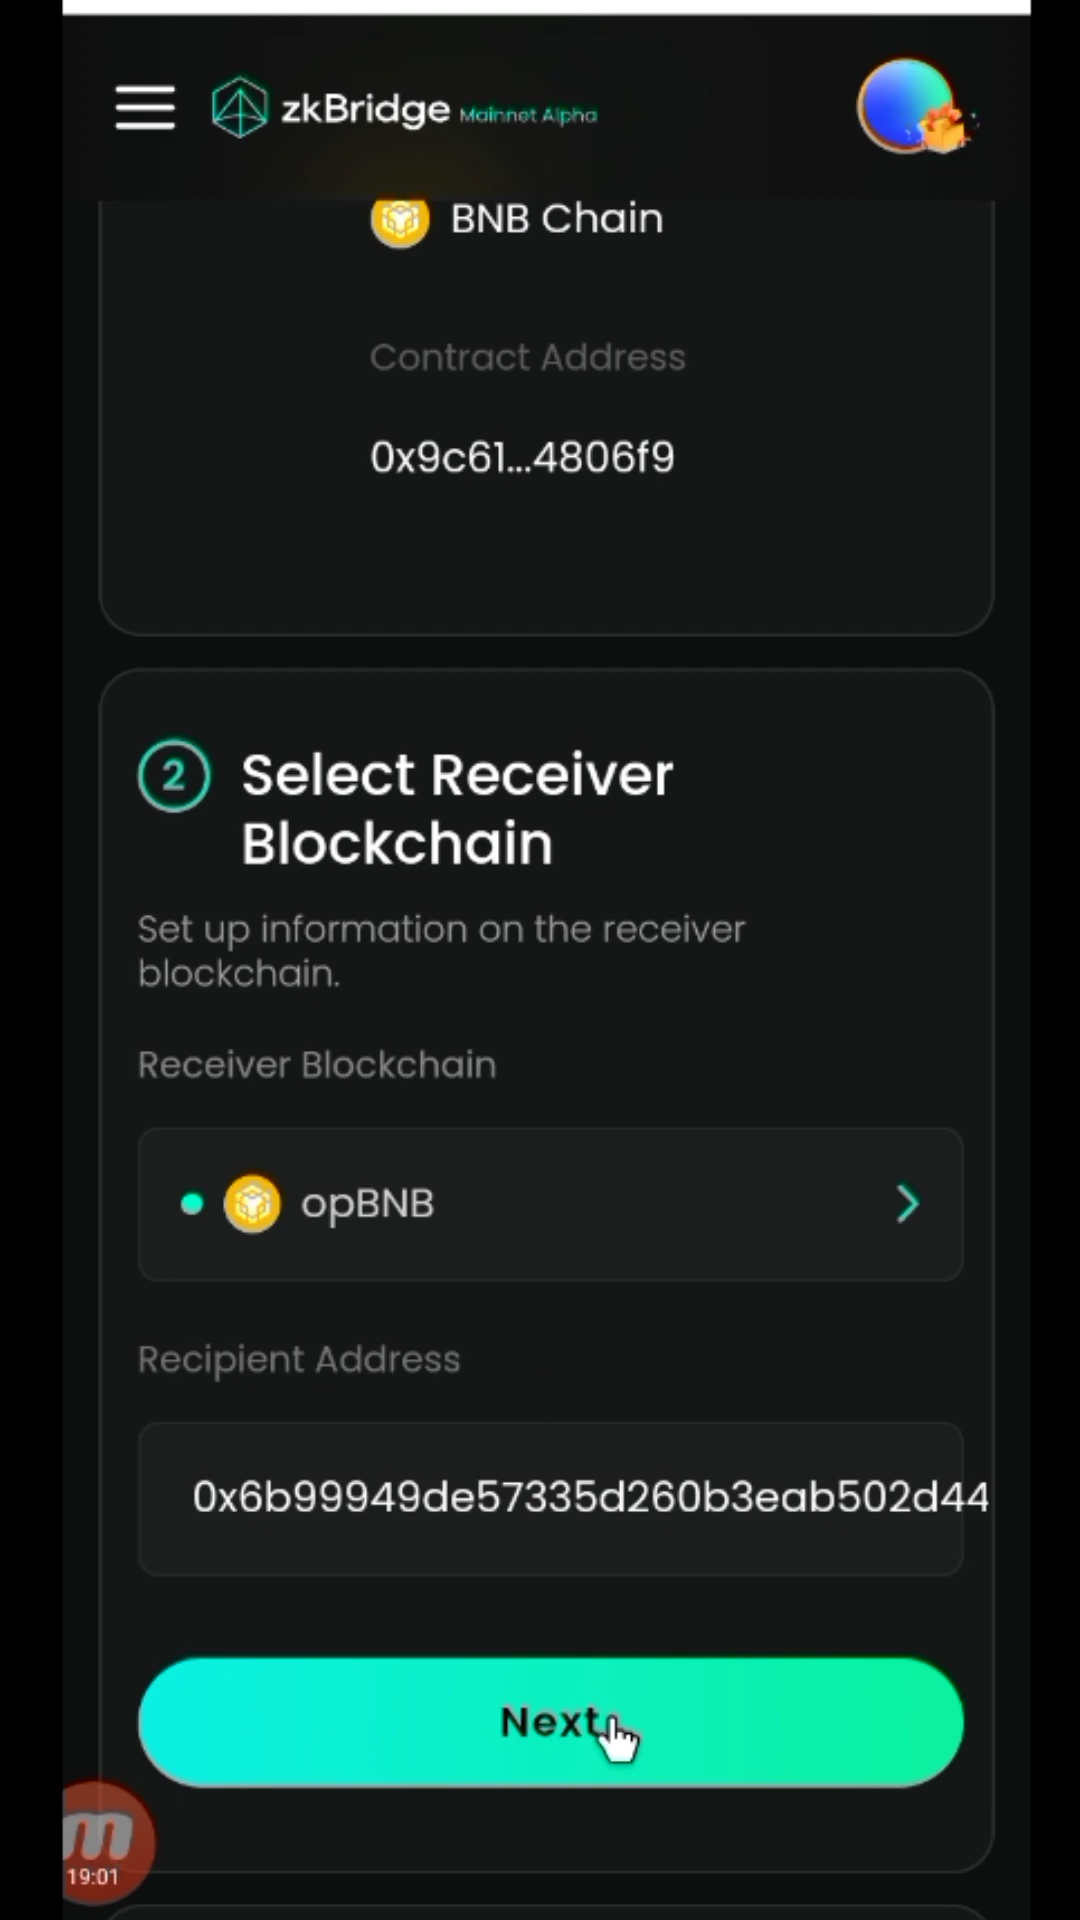 zkBridge Mainnet Alpha
BNB Chain
Contract Address
0x9c61...4806f9
2 Select Receiver
Blockchain
Set up information on the receiver
blockchain.
Receiver Blockchain
opBNB
Recipient Address
0x6b99949de57335d260b3eab502d44
Next
m
19:01